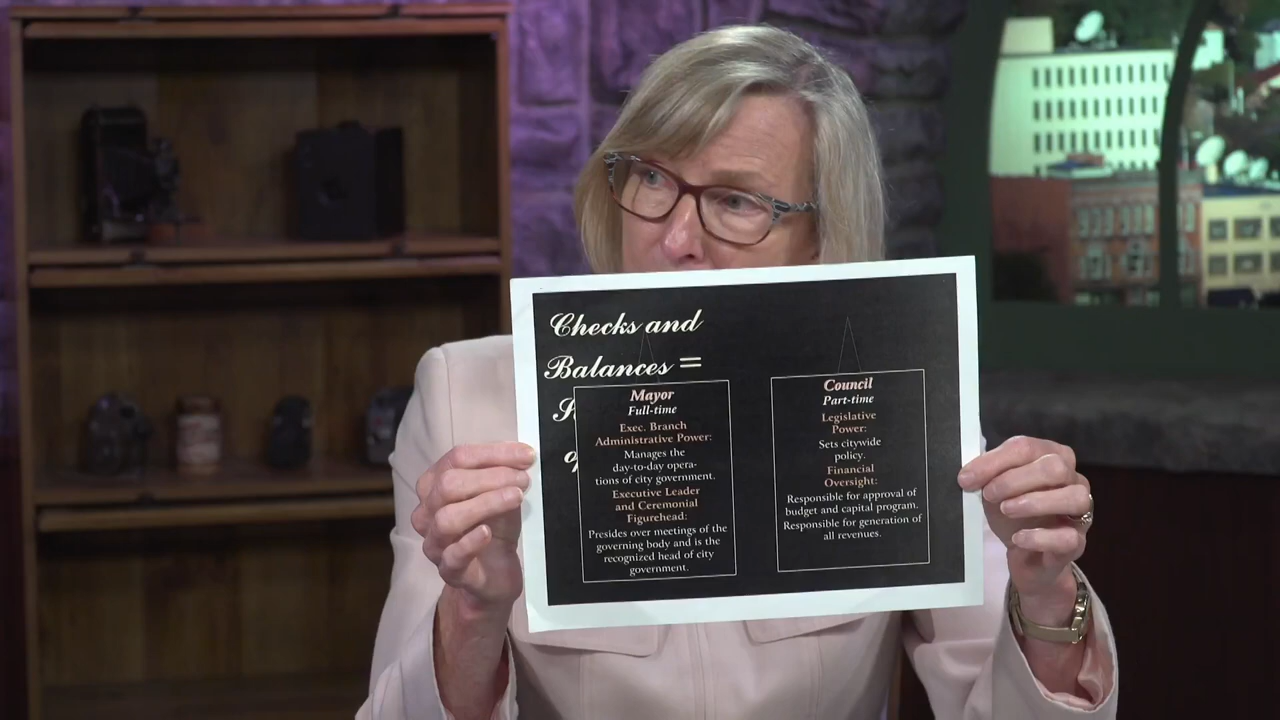 Checks and
Balances =
Mayor
Full-time
Exec. Branch
Administrative Power:
Manages the
day-to-day opera-
tions of city government.
Executive Leader
and Ceremonial
Figurehead:
Presides over meetings of the
governing body and is the
recognized head of city
government.
Council
Part-time
Legislative
Power:
Sets citywide
policy.
Financial
Oversight:
Responsible for approval of
budget and capital program.
Responsible for generation of
all revenues.